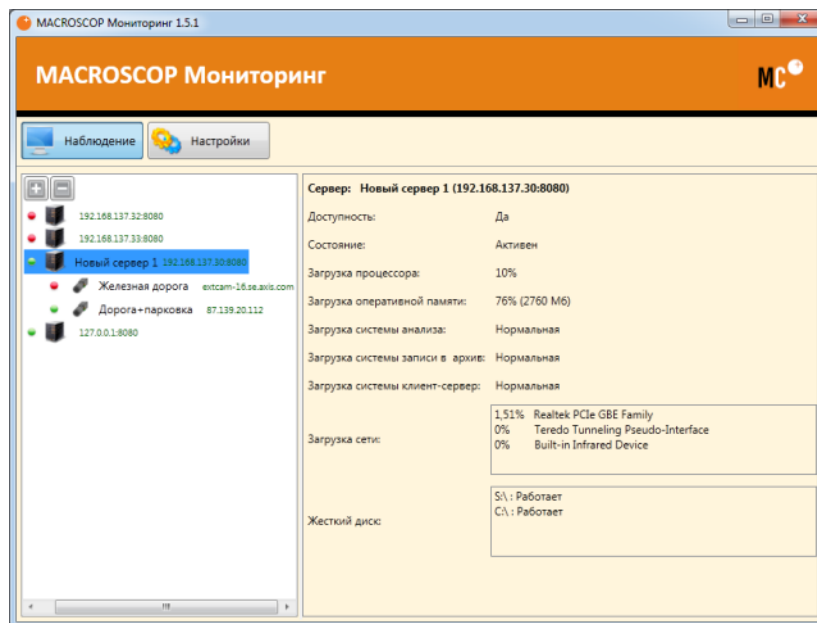 MACROSCOP Мониторинг 1.5.1
MACROSCOP Мониторинг
MC
Наблюдение
Настройки
192.168.137.32:8080
192.168.137.33:8080
Новый сервер 1 192.168.137.30:8080
Железная дорога extcam-16.se.axis.com
Дорога+парковка 87.139.20.112
127.0.0.1:8080
Сервер: Новый сервер 1 (192.168.137.30:8080)
Доступность: Да
Состояние: Активен
Загрузка процессора: 10%
Загрузка оперативной памяти: 76% (2760 Мб)
Загрузка системы анализа: Нормальная
Загрузка системы записи в архив: Нормальная
Загрузка системы клиент-сервер: Нормальная
Загрузка сети:
1,51% Realtek PCIe GBE Family
0% Teredo Tunneling Pseudo-Interface
0% Built-in Infrared Device
Жесткий диск:
S:\ : Работает
C:\ : Работает